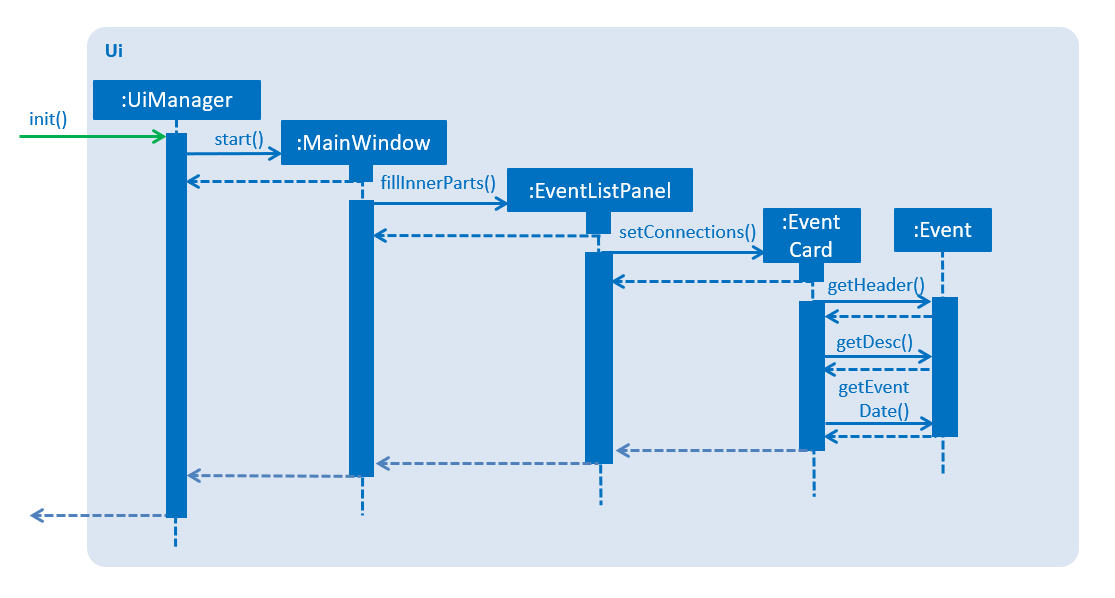 Ui
:UiManager
init()
start()
:MainWindow
fillInnerParts()
:EventListPanel
setConnections()
:Event
Card
:Event
getHeader()
getDesc()
getEvent
Date()